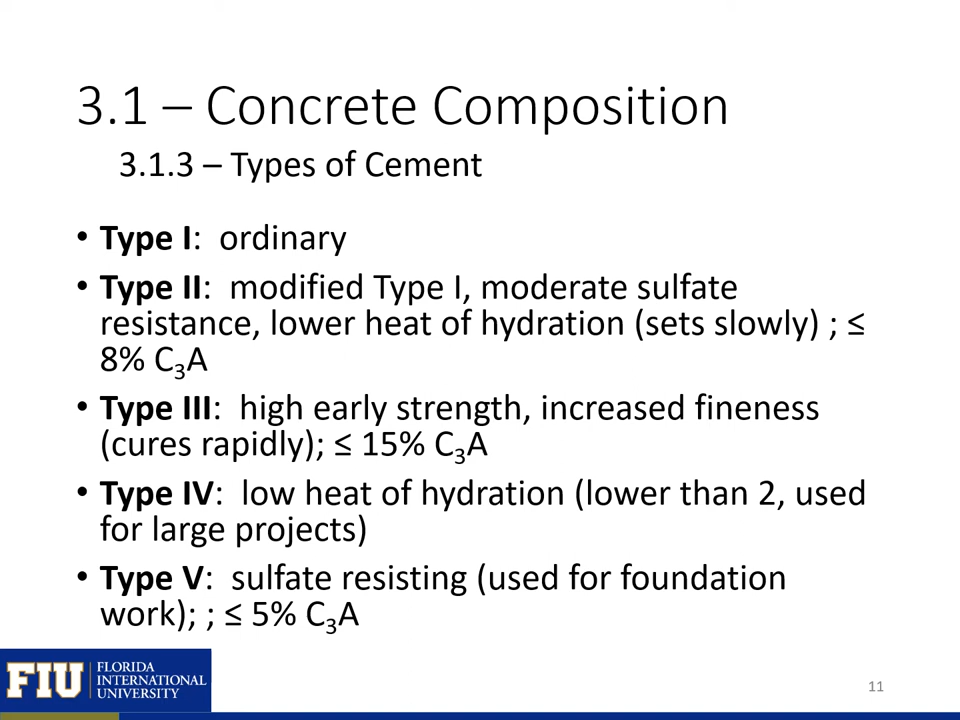 3.1 – Concrete Composition
3.1.3 – Types of Cement
• Type I:  ordinary
• Type II:  modified Type I, moderate sulfate
resistance, lower heat of hydration (sets slowly) ; ≤
8% C₃A
• Type III:  high early strength, increased fineness
(cures rapidly); ≤ 15% C₃A
• Type IV:  low heat of hydration (lower than 2, used
for large projects)
• Type V:  sulfate resisting (used for foundation
work); ; ≤ 5% C₃A
FIU
FLORIDA
INTERNATIONAL
UNIVERSITY
11